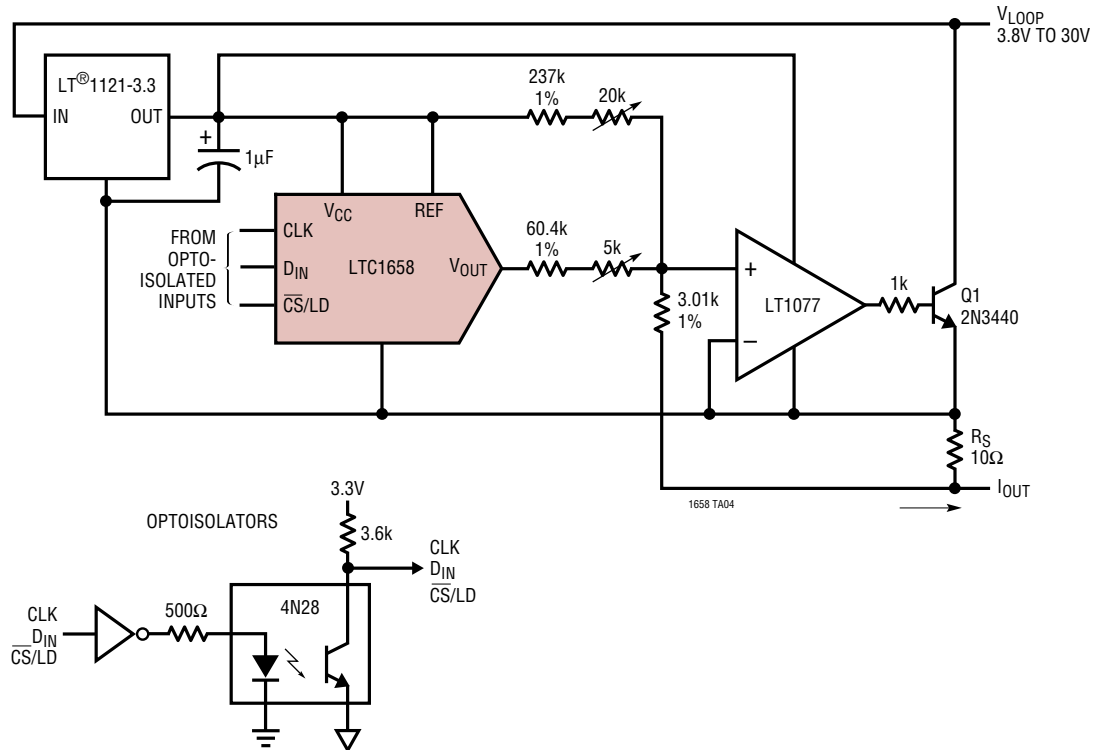 VLOOP
3.8V TO 30V
LT®1121-3.3
IN
OUT
+
1µF
237k
1%
20k
FROM
OPTO-
ISOLATED
INPUTS
CLK
DIN
CS/LD
VCC
REF
LTC1658
VOUT
60.4k
1%
5k
3.01k
1%
+
LT1077
−
1k
Q1
2N3440
RS
10Ω
IOUT
1658 TA04
OPTOISOLATORS
3.3V
3.6k
CLK
DIN
CS/LD
4N28
500Ω
CLK
DIN
CS/LD